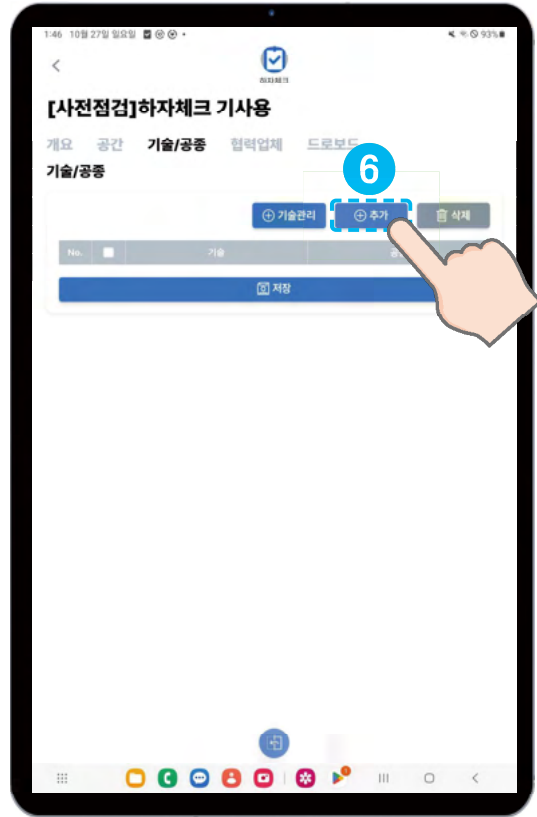 1:46 10월 27일 일요일
93%
하자체크
[사전점검]하자체크 기사용
개요 공간 기술/공종 협력업체 드로보드
기술/공종
6
기술관리 추가 삭제
No. 기술
저장